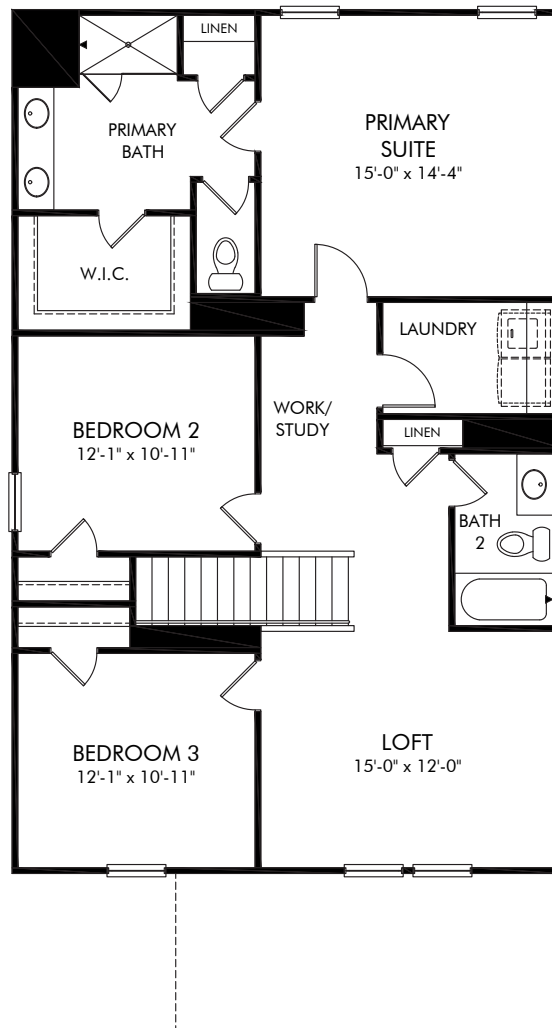 LINEN
PRIMARY
BATH
PRIMARY
SUITE
15'-0" x 14'-4"
W.I.C.
LAUNDRY
WORK/
STUDY
LINEN
BEDROOM 2
12'-1" x 10'-11"
BATH
2
BEDROOM 3
12'-1" x 10'-11"
LOFT
15'-0" x 12'-0"